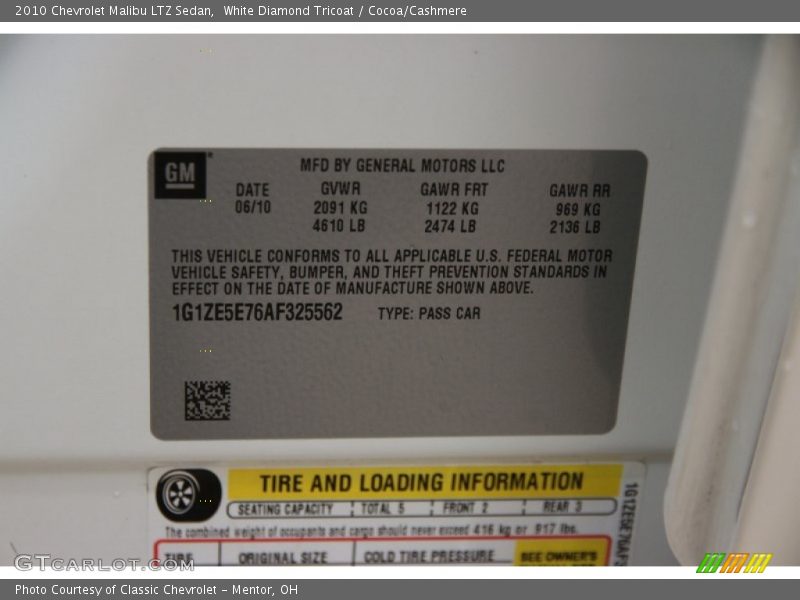 2010 Chevrolet Malibu LTZ Sedan, White Diamond Tricoat / Cocoa/Cashmere
GM
MFD BY GENERAL MOTORS LLC
DATE GVWR GAWR FRT GAWR RR
06/10 2091 KG 1122 KG 969 KG
4610 LB 2474 LB 2136 LB
THIS VEHICLE CONFORMS TO ALL APPLICABLE U.S. FEDERAL MOTOR
VEHICLE SAFETY, BUMPER, AND THEFT PREVENTION STANDARDS IN
EFFECT ON THE DATE OF MANUFACTURE SHOWN ABOVE.
1G1ZE5E76AF325562 TYPE: PASS CAR
TIRE AND LOADING INFORMATION
SEATING CAPACITY TOTAL 5 FRONT 2 REAR 3
The combined weight of occupants and cargo should never exceed 416 kg or 917 lbs.
TIRE ORIGINAL SIZE COLD TIRE PRESSURE SEE OWNER'S
1G1ZE5E76AF3
GTCarlot.com
Photo Courtesy of Classic Chevrolet - Mentor, OH